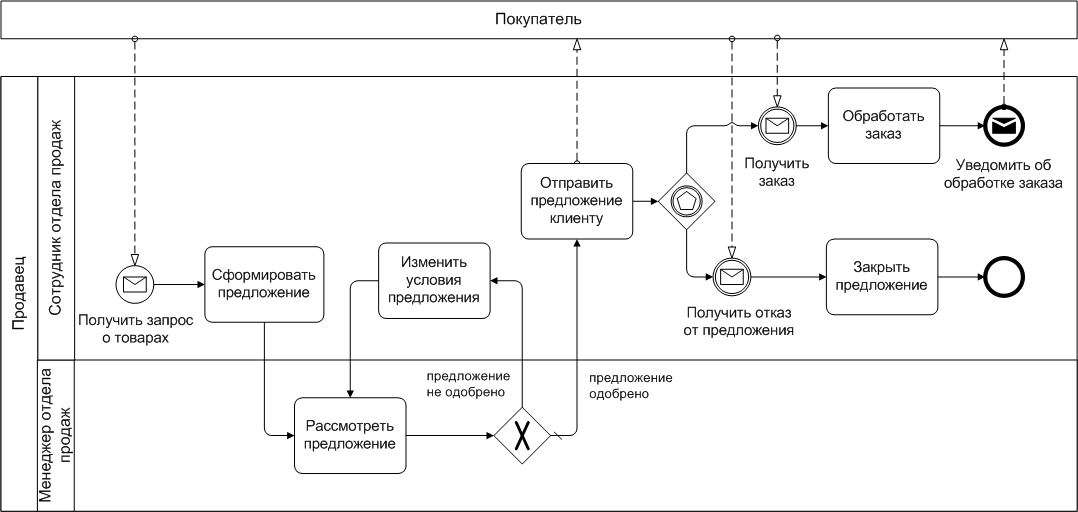 Покупатель
Продавец
Сотрудник отдела продаж
Менеджер отдела
продаж
Получить запрос
о товарах
Сформировать
предложение
Изменить
условия
предложения
Отправить
предложение
клиенту
Получить
заказ
Обработать
заказ
Уведомить об
обработке заказа
Получить отказ
от предложения
Закрыть
предложение
предложение
не одобрено
предложение
одобрено
Рассмотреть
предложение